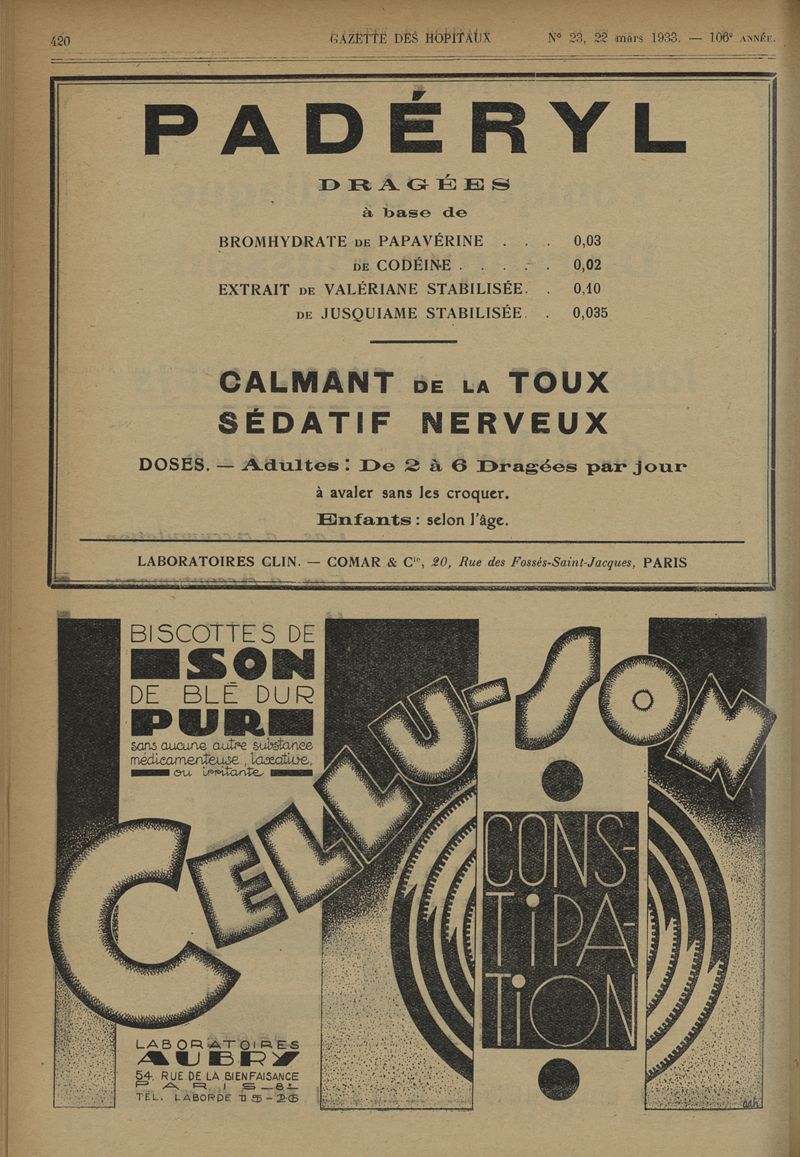 420 GAZETTE DES HOPITAUX N° 23, 22 mars 1933. — 106e ANNÉE.
PADÉRYL
DRAGÉES
à base de
BROMHYDRATE DE PAPAVÉRINE . . . 0,03
DE CODÉINE . . . . . 0,02
EXTRAIT DE VALÉRIANE STABILISÉE. . 0,10
DE JUSQUIAME STABILISÉE. . 0,035
CALMANT DE LA TOUX
SÉDATIF NERVEUX
DOSES. — Adultes : De 2 à 6 Dragées par jour
à avaler sans les croquer.
Enfants : selon l'âge.
LABORATOIRES CLIN. — COMAR & Cie, 20, Rue des Fossés-Saint-Jacques, PARIS
BISCOTTES DE
SON
DE BLÉ DUR
PUR
sans aucune autre substance
médicamenteuse, laxative,
ou irritante
CELLU-SON
CONS-
TIPA-
TION
LABORATOIRES
AUBRY
54, RUE DE LA BIENFAISANCE
PARIS_8e_
TEL. LABORDE 15-26